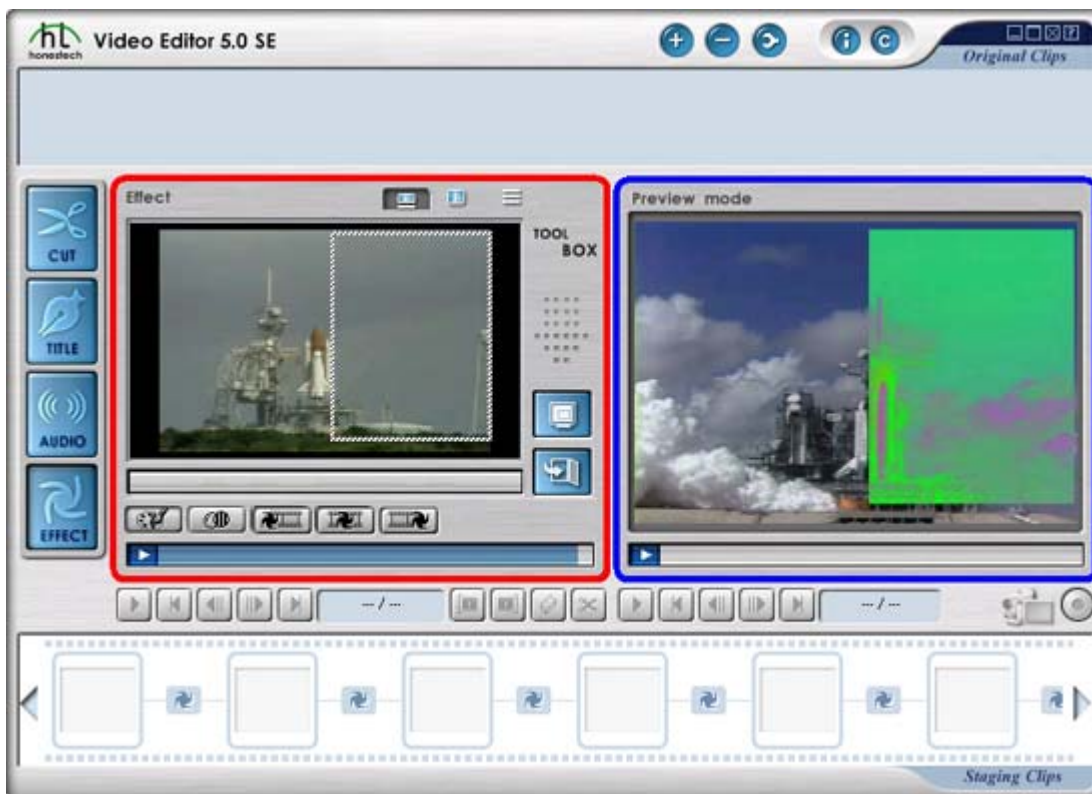 ht
honestech
Video Editor 5.0 SE
Original Clips
CUT
TITLE
AUDIO
EFFECT
Effect
TOOL
BOX
Preview mode
-- / --
-- / --
Staging Clips